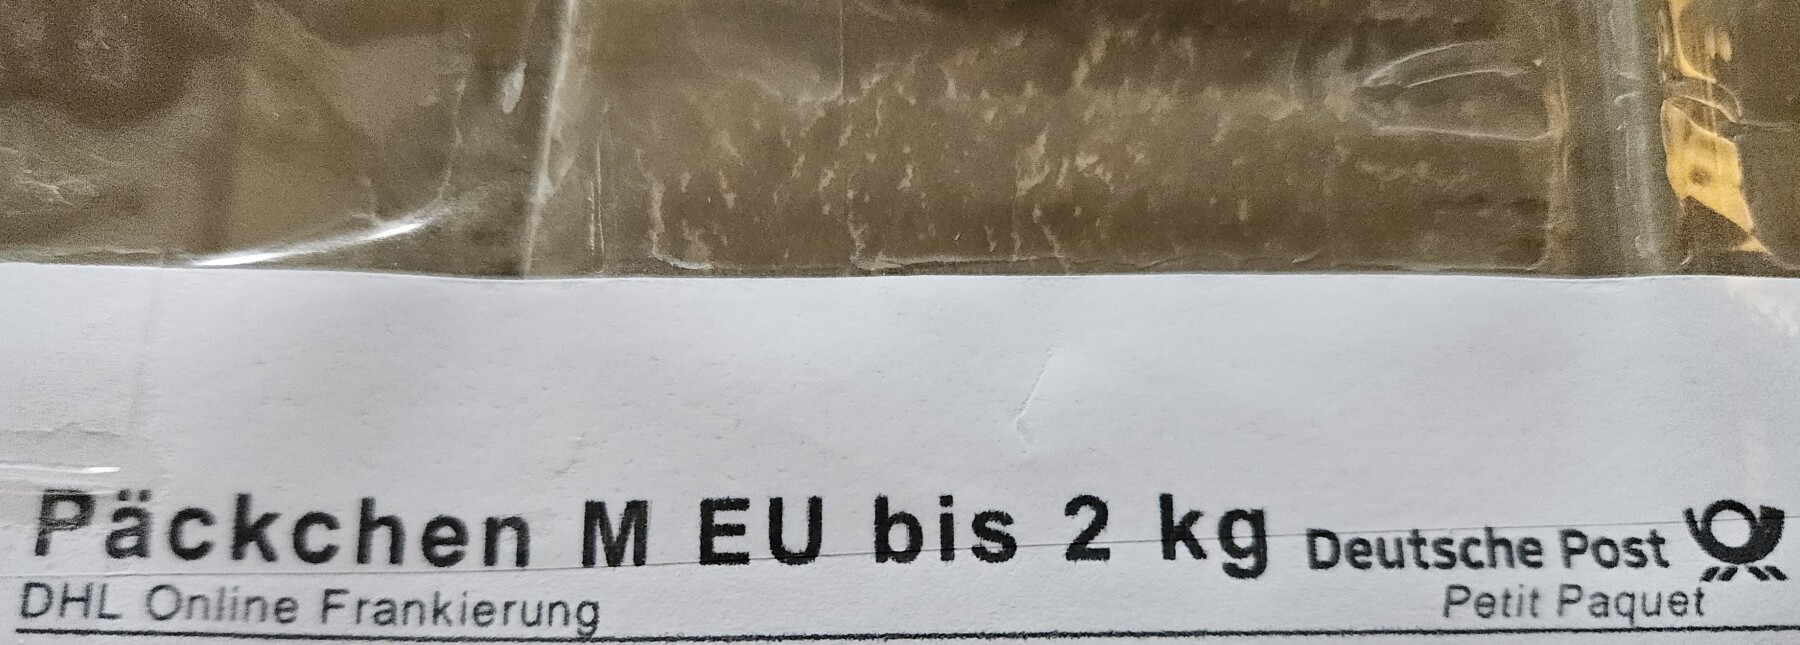 Päckchen M EU bis 2 kg Deutsche Post
DHL Online Frankierung Petit Paquet